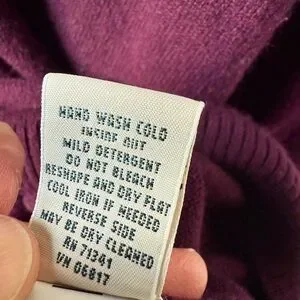 HAND WASH COLD
INSIDE OUT
MILD DETERGENT
DO NOT BLEACH
RESHAPE AND DRY FLAT
COOL IRON IF NEEDED
REVERSE SIDE
MAY BE DRY CLEANED
RN 71341
VN 06817